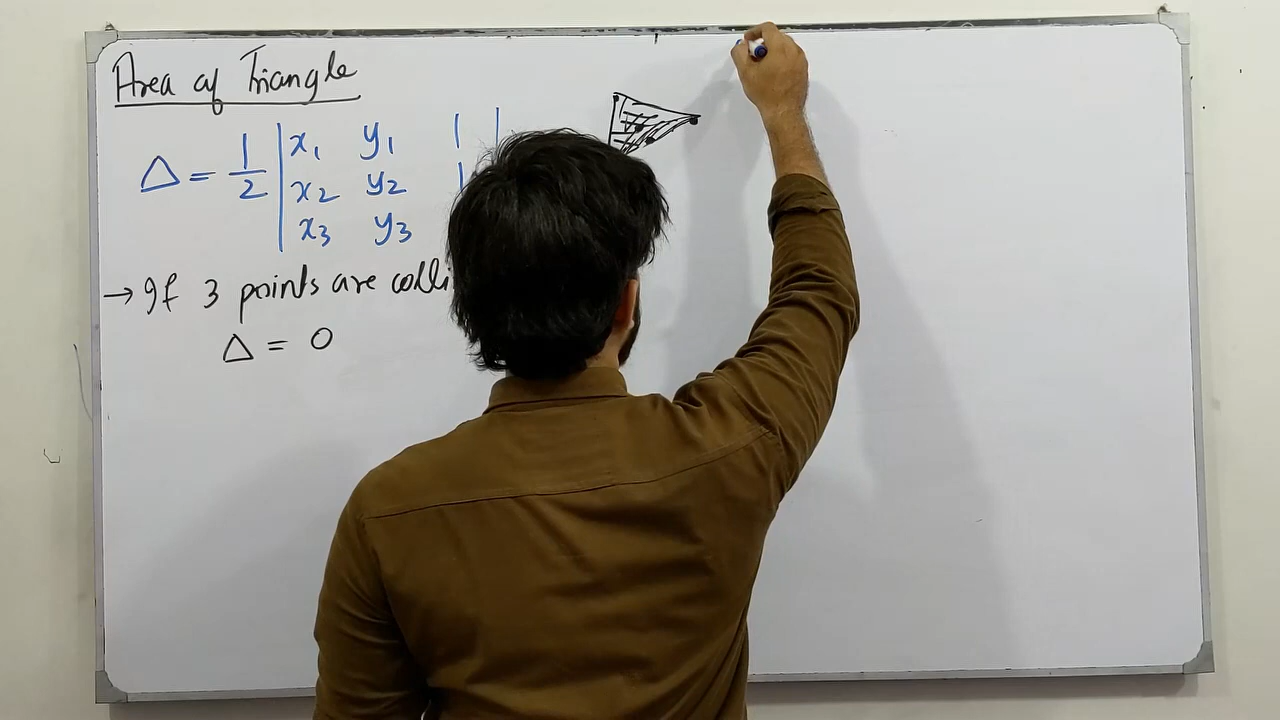 Area of Triangle
Δ = 1/2 | x₁ y₁ 1 |
x₂ y₂ 1
x₃ y₃
→ If 3 points are colli
Δ = 0